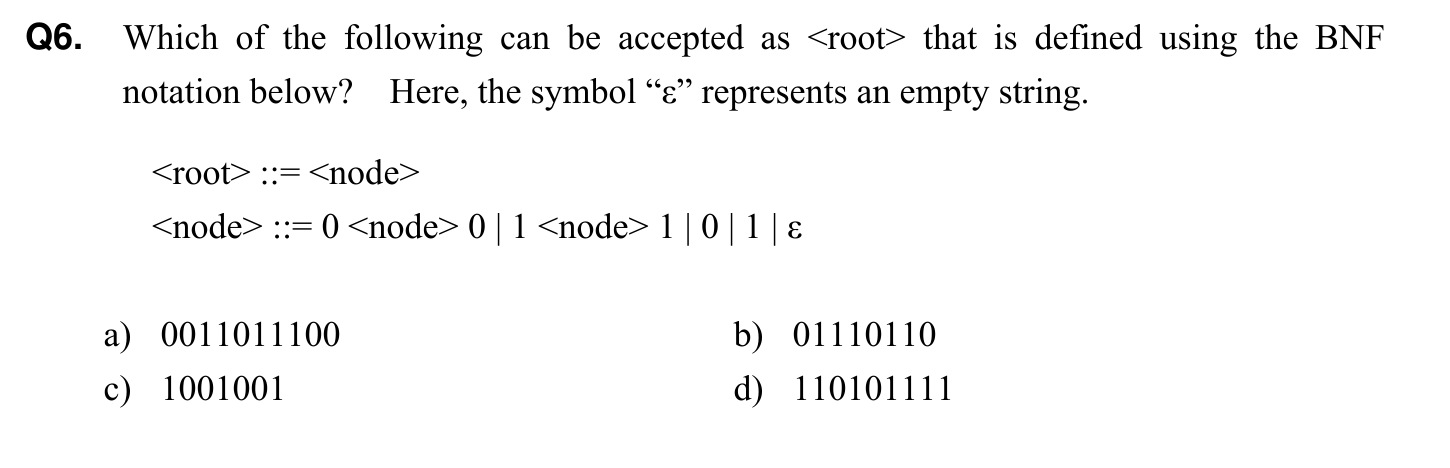 Q6. Which of the following can be accepted as <root> that is defined using the BNF
notation below? Here, the symbol “ε” represents an empty string.
<root> ::= <node>
<node> ::= 0 <node> 0 | 1 <node> 1 | 0 | 1 | ε
a) 0011011100 b) 01110110
c) 1001001 d) 110101111